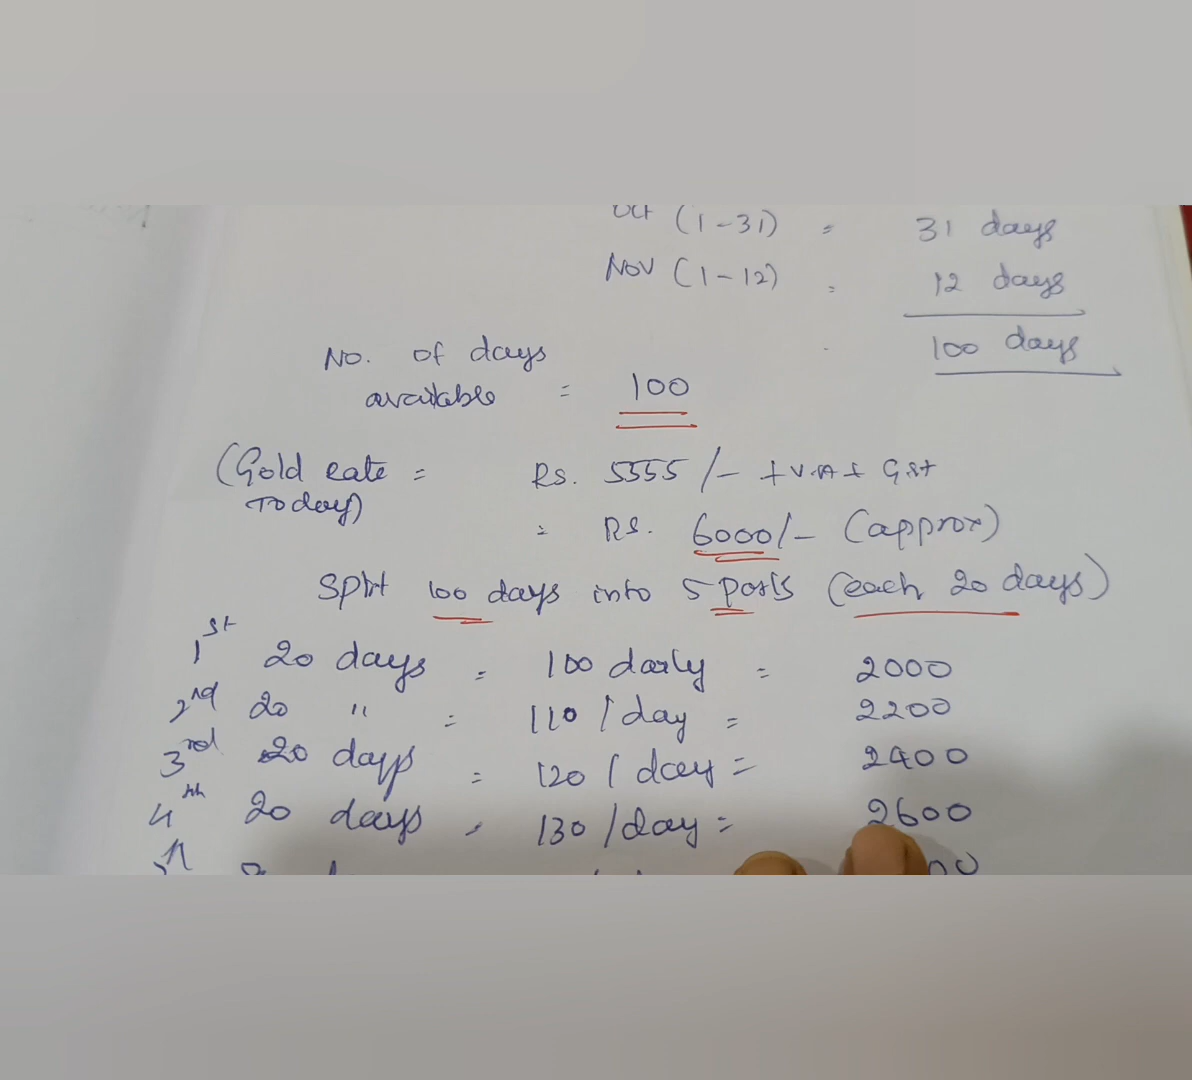 Oct (1-31) = 31 days
Nov (1-12) = 12 days
100 days
No. of days
available = 100
(Gold rate = Rs. 5555/- + V.A + GSt
Today)
= Rs. 6000/- (approx)
Split 100 days into 5 parts (each 20 days)
1st 20 days = 100 daily = 2000
2nd 20 " = 110 / day = 2200
3rd 20 days = 120 / day = 2400
4th 20 days = 130 / day = 2600